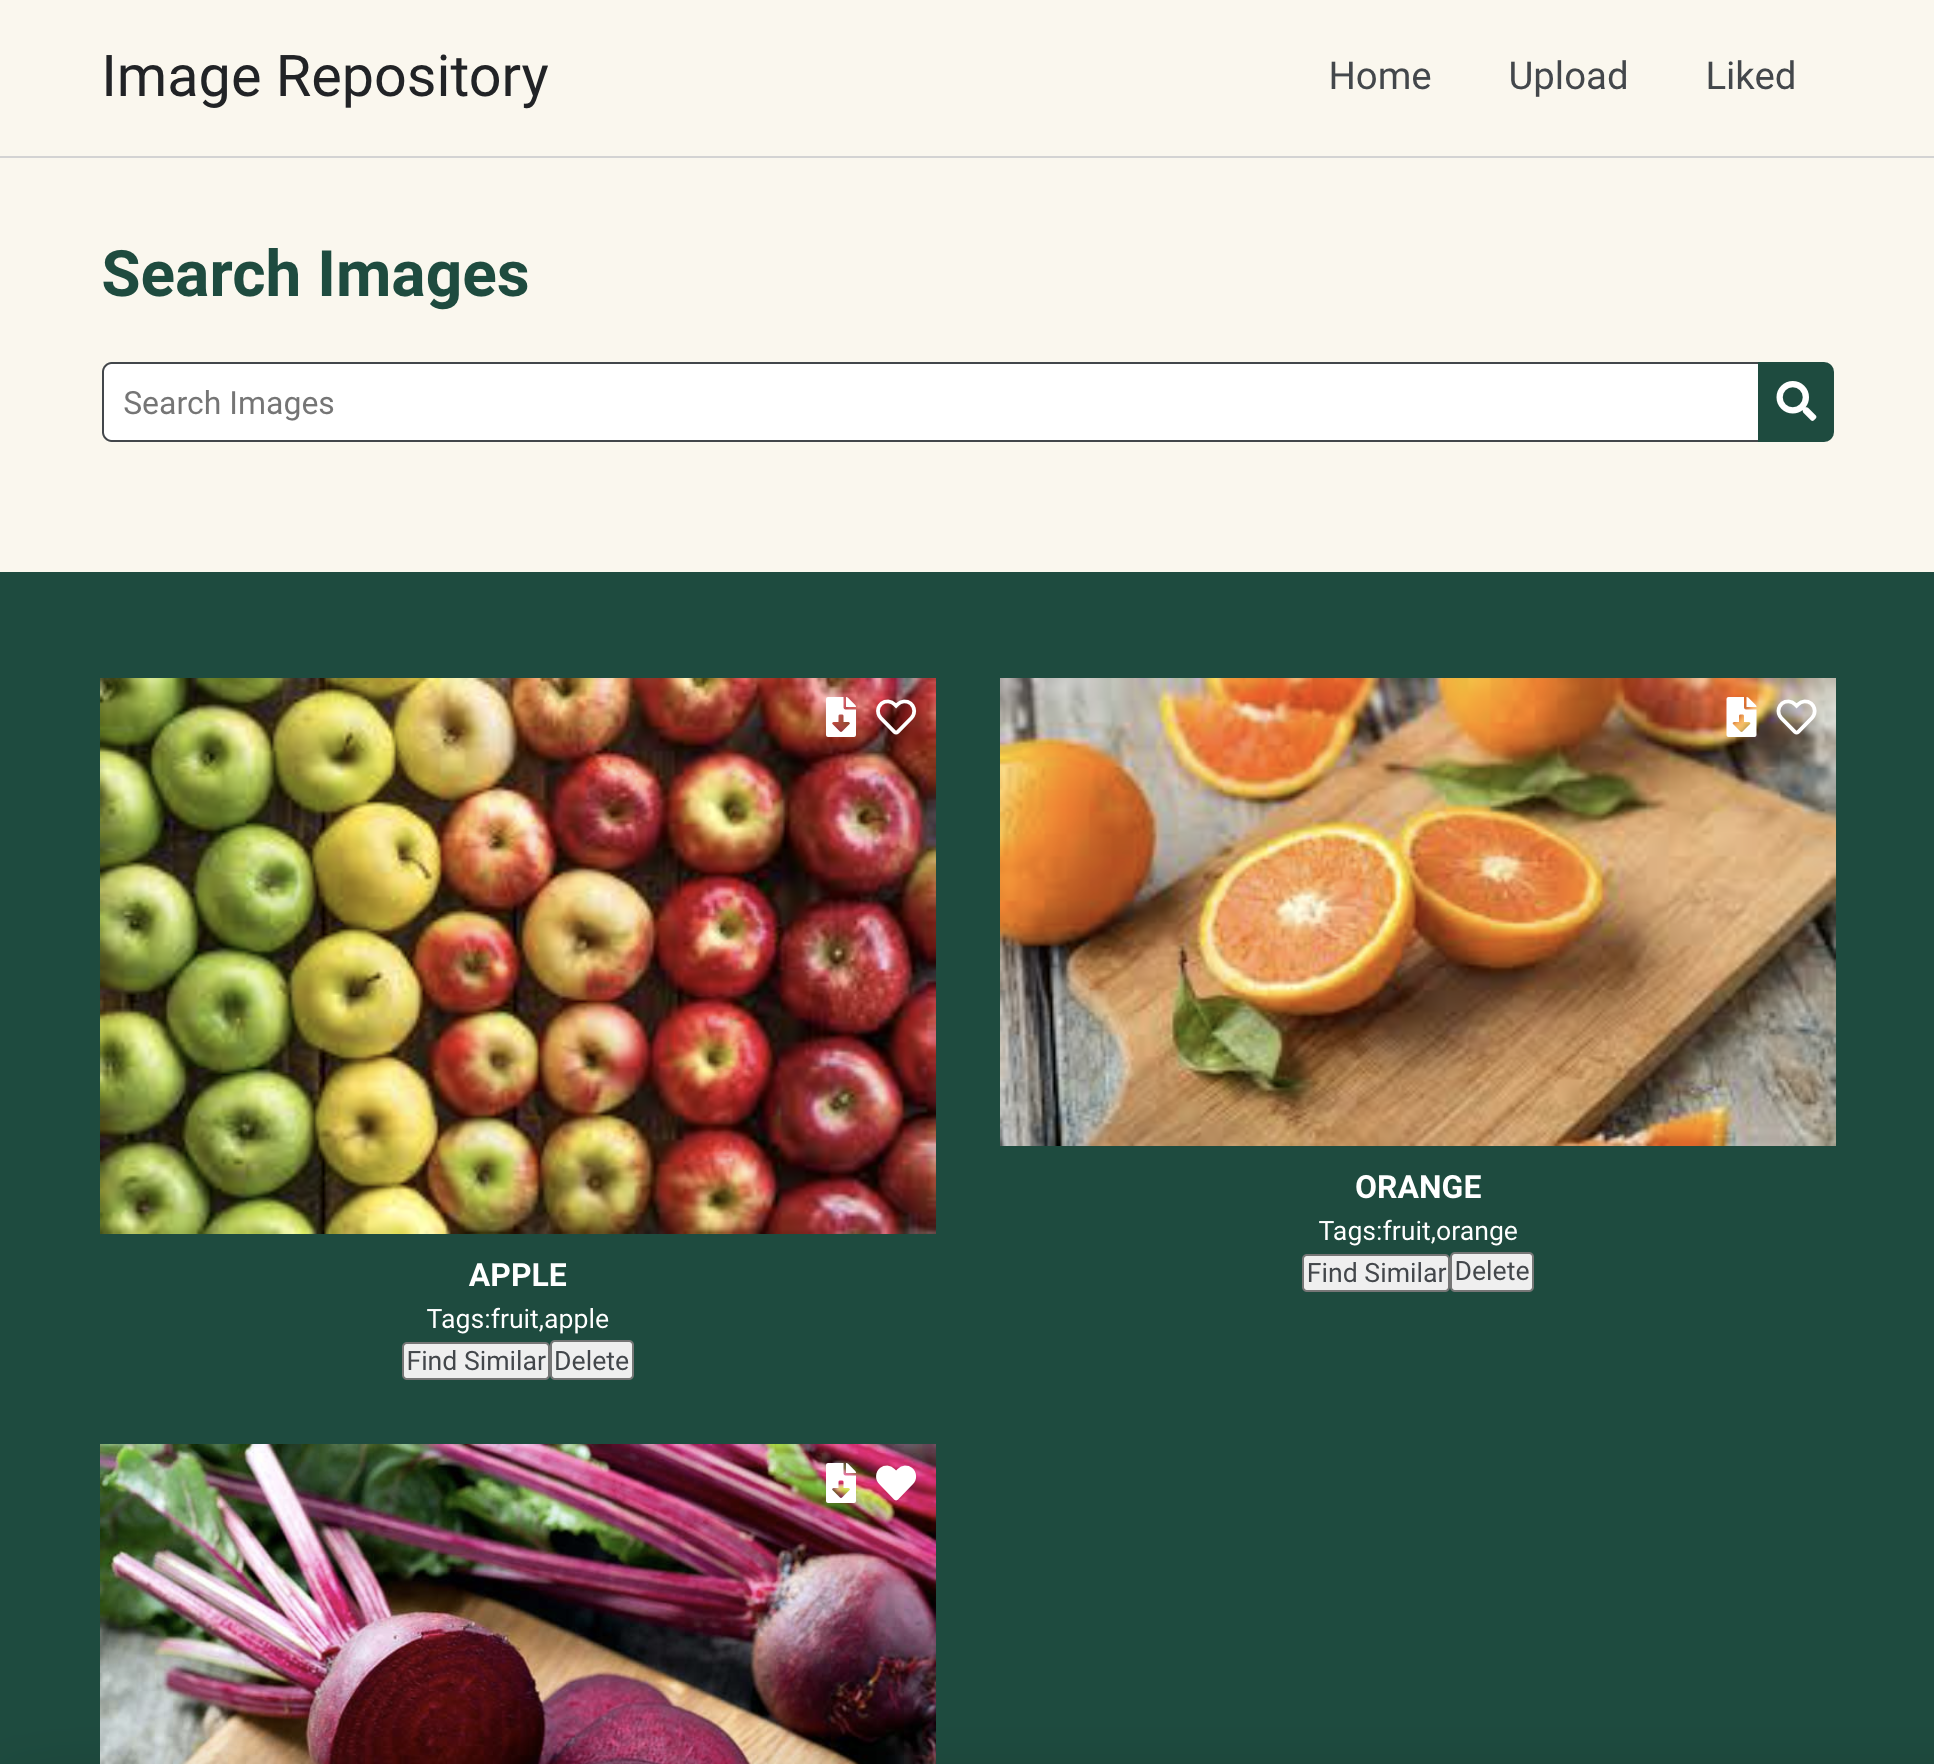 Image Repository
Home
Upload
Liked
Search Images
Search Images
APPLE
Tags:fruit,apple
Find Similar
Delete
ORANGE
Tags:fruit,orange
Find Similar
Delete